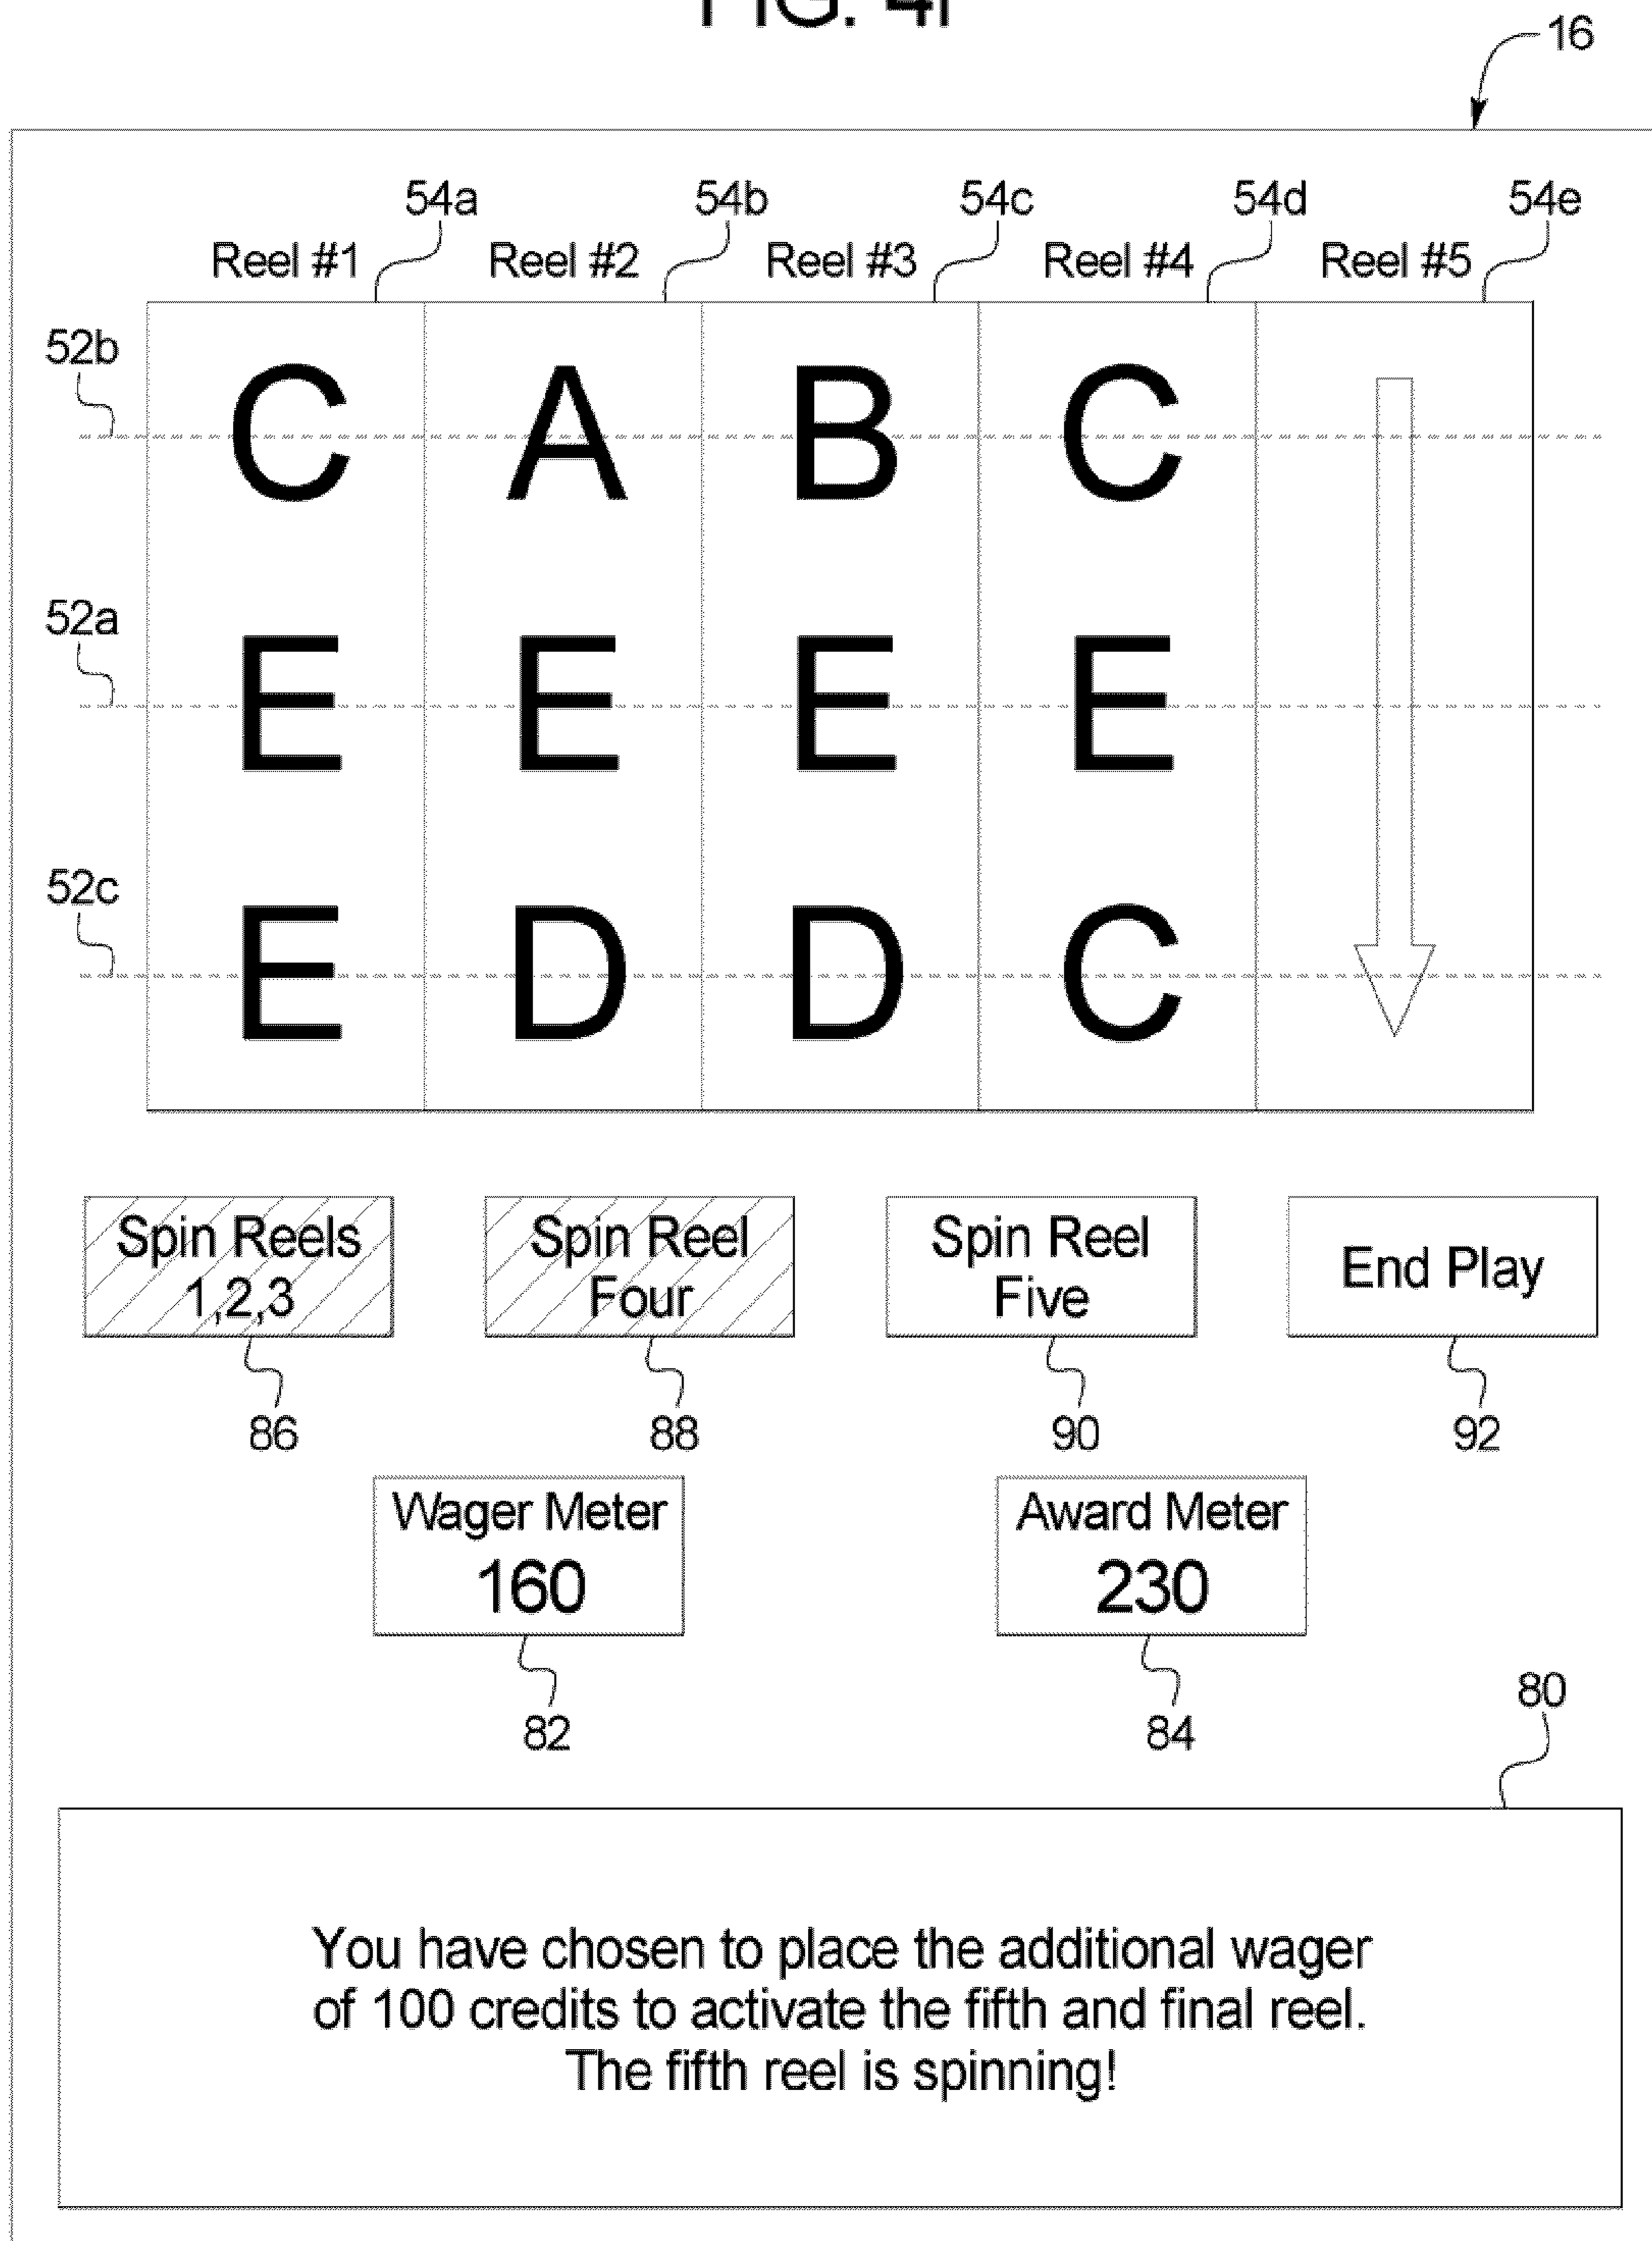 16
54a 54b 54c 54d 54e
Reel #1 Reel #2 Reel #3 Reel #4 Reel #5
52b
C A B C
52a
E E E E
52c
E D D C
Spin Reels
1,2,3
Spin Reel
Four
Spin Reel
Five
End Play
86 88 90 92
Wager Meter
160
Award Meter
230
82 84
80
You have chosen to place the additional wager
of 100 credits to activate the fifth and final reel.
The fifth reel is spinning!